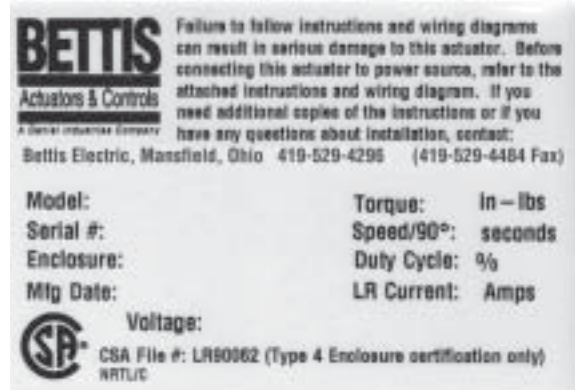 BETTIS
Actuators & Controls
A Daniel Industries Company
Failure to follow instructions and wiring diagrams
can result in serious damage to this actuator. Before
connecting this actuator to power source, refer to the
attached instructions and wiring diagram. If you
need additional copies of the instructions or if you
have any questions about installation, contact:
Bettis Electric, Mansfield, Ohio 419-529-4296 (419-529-4484 Fax)
Model:
Torque: in–lbs
Serial #:
Speed/90°: seconds
Enclosure:
Duty Cycle: %
Mfg Date:
LR Current: Amps
Voltage:
CSA
CSA File #: LR90062 (Type 4 Enclosure certification only)
NRTL/C